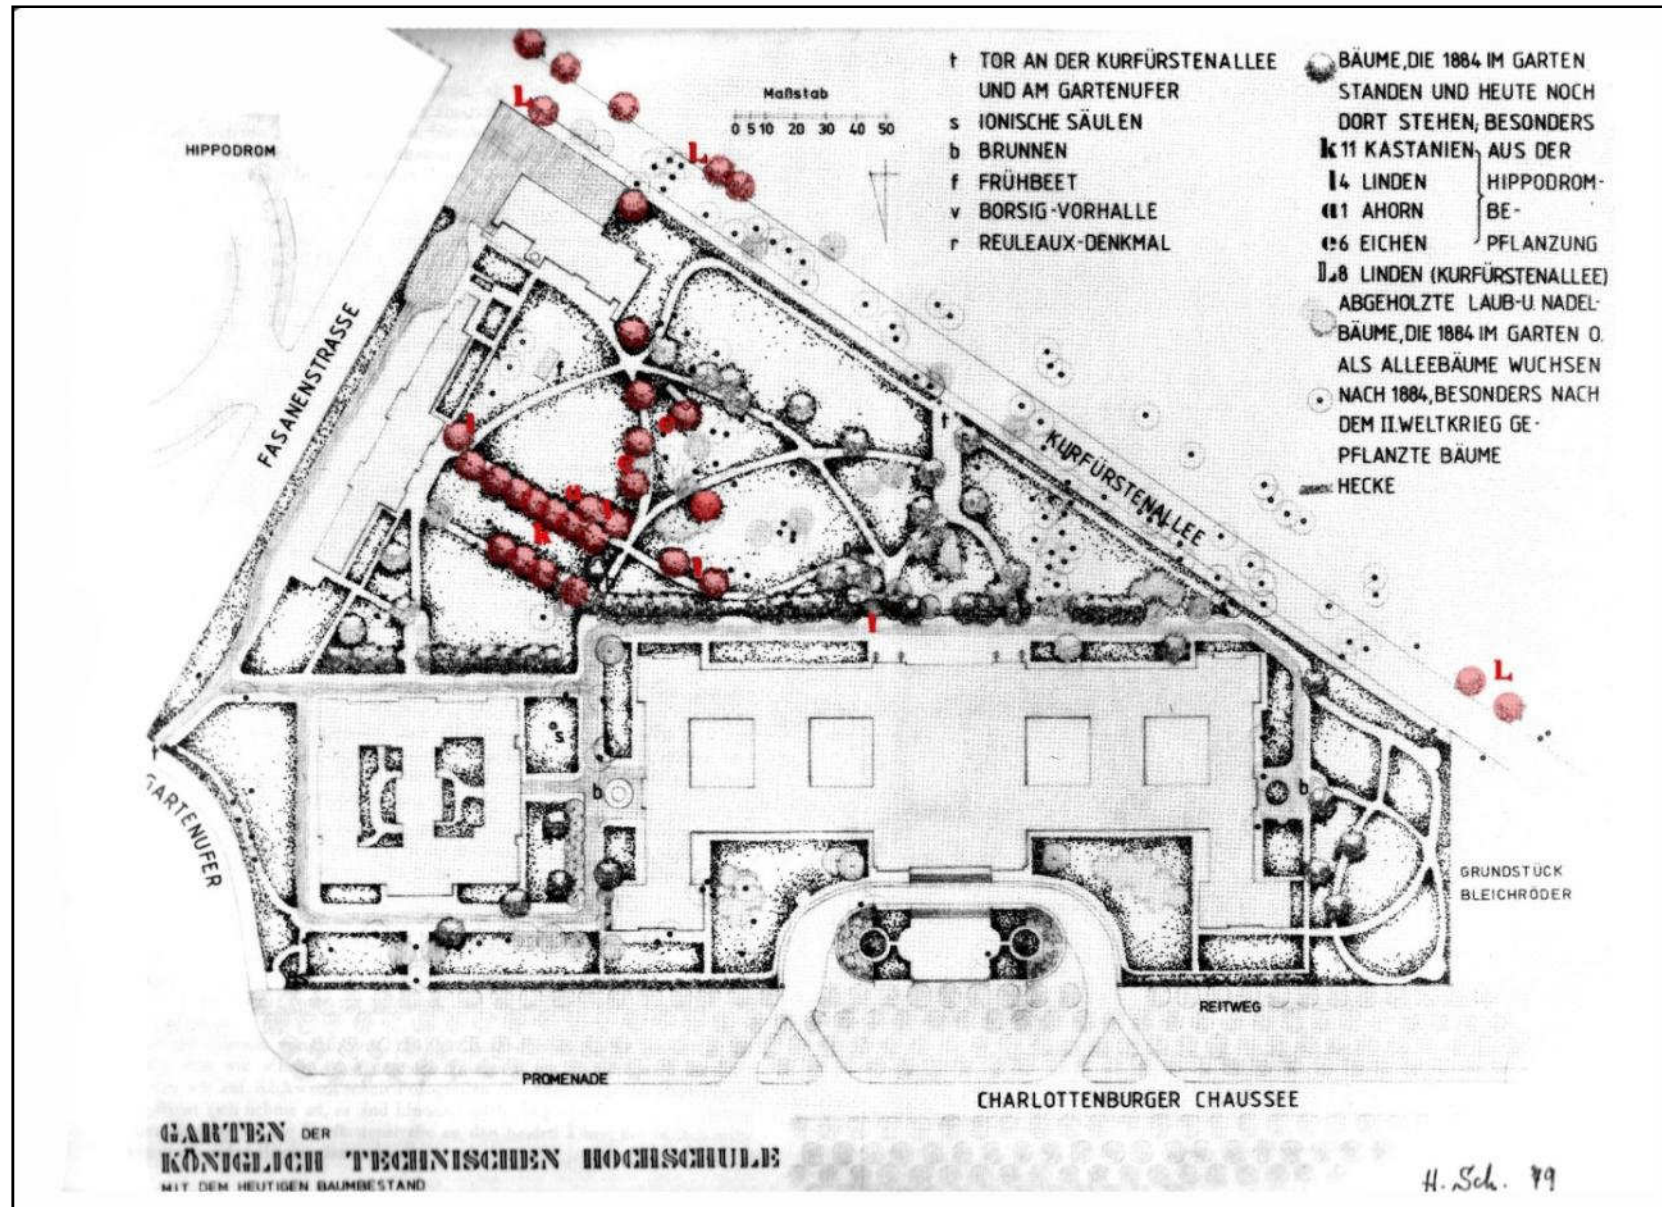 HIPPODROM
Maßstab
0 5 10 20 30 40 50
t TOR AN DER KURFÜRSTENALLEE
UND AM GARTENUFER
s IONISCHE SÄULEN
b BRUNNEN
f FRÜHBEET
v BORSIG-VORHALLE
r REULEAUX-DENKMAL
BÄUME, DIE 1884 IM GARTEN
STANDEN UND HEUTE NOCH
DORT STEHEN; BESONDERS
k 11 KASTANIEN AUS DER
l 4 LINDEN HIPPODROM-
a 1 AHORN BE-
e 6 EICHEN PFLANZUNG
L 8 LINDEN (KURFÜRSTENALLEE)
ABGEHOLZTE LAUB-U. NADEL-
BÄUME, DIE 1884 IM GARTEN O.
ALS ALLEEBÄUME WUCHSEN
NACH 1884, BESONDERS NACH
DEM II. WELTKRIEG GE-
PFLANZTE BÄUME
HECKE
L
L
FASANENSTRASSE
KURFÜRSTENALLEE
f
t
l
e
e
a
l
k
l
L
s
b
b
GARTENUFER
GRUNDSTÜCK
BLEICHRÖDER
REITWEG
PROMENADE
CHARLOTTENBURGER CHAUSSEE
GARTEN DER
KÖNIGLICH TECHNISCHEN HOCHSCHULE
MIT DEM HEUTIGEN BAUMBESTAND
H. Sch. 79